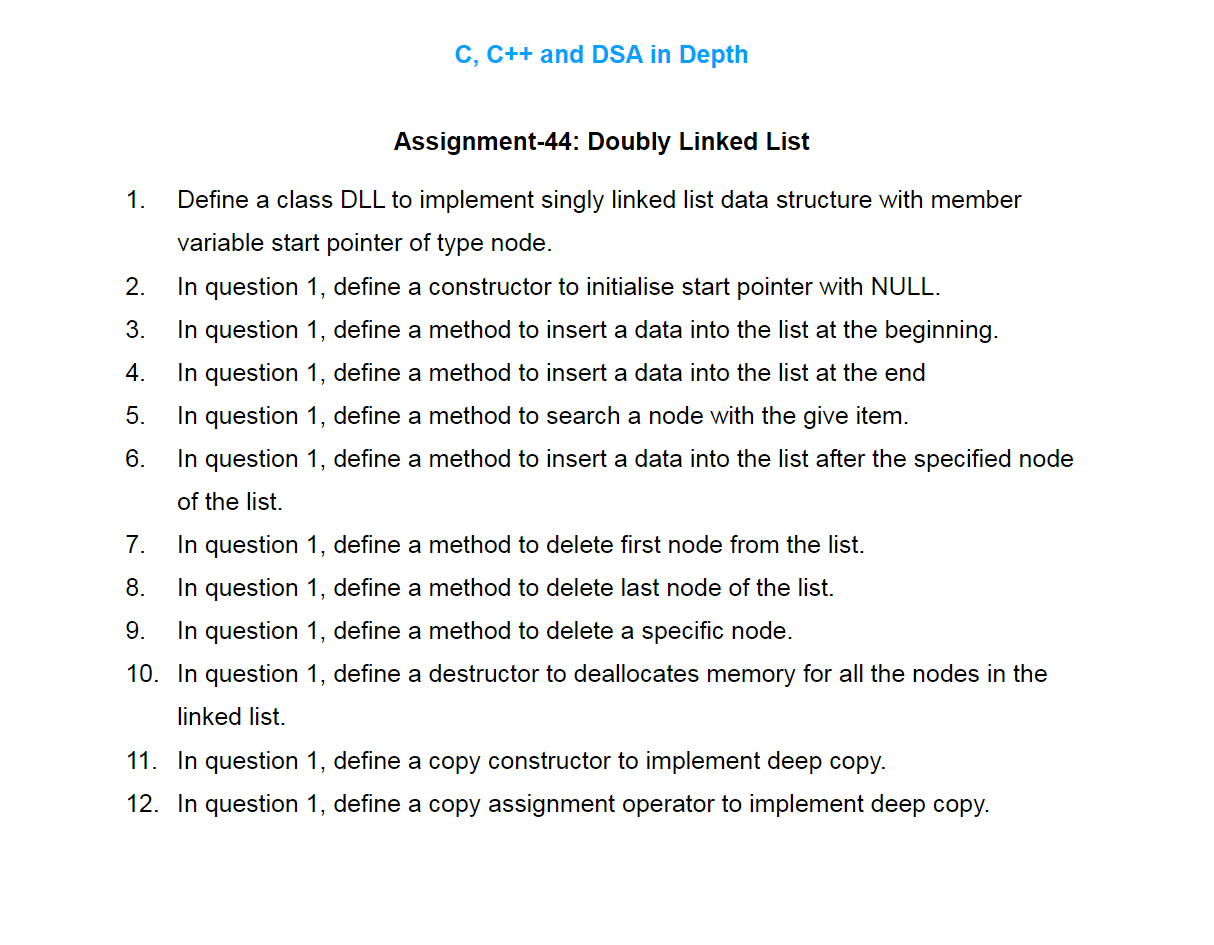 C, C++ and DSA in Depth
Assignment-44: Doubly Linked List
1. Define a class DLL to implement singly linked list data structure with member
variable start pointer of type node.
2. In question 1, define a constructor to initialise start pointer with NULL.
3. In question 1, define a method to insert a data into the list at the beginning.
4. In question 1, define a method to insert a data into the list at the end
5. In question 1, define a method to search a node with the give item.
6. In question 1, define a method to insert a data into the list after the specified node
of the list.
7. In question 1, define a method to delete first node from the list.
8. In question 1, define a method to delete last node of the list.
9. In question 1, define a method to delete a specific node.
10. In question 1, define a destructor to deallocates memory for all the nodes in the
linked list.
11. In question 1, define a copy constructor to implement deep copy.
12. In question 1, define a copy assignment operator to implement deep copy.